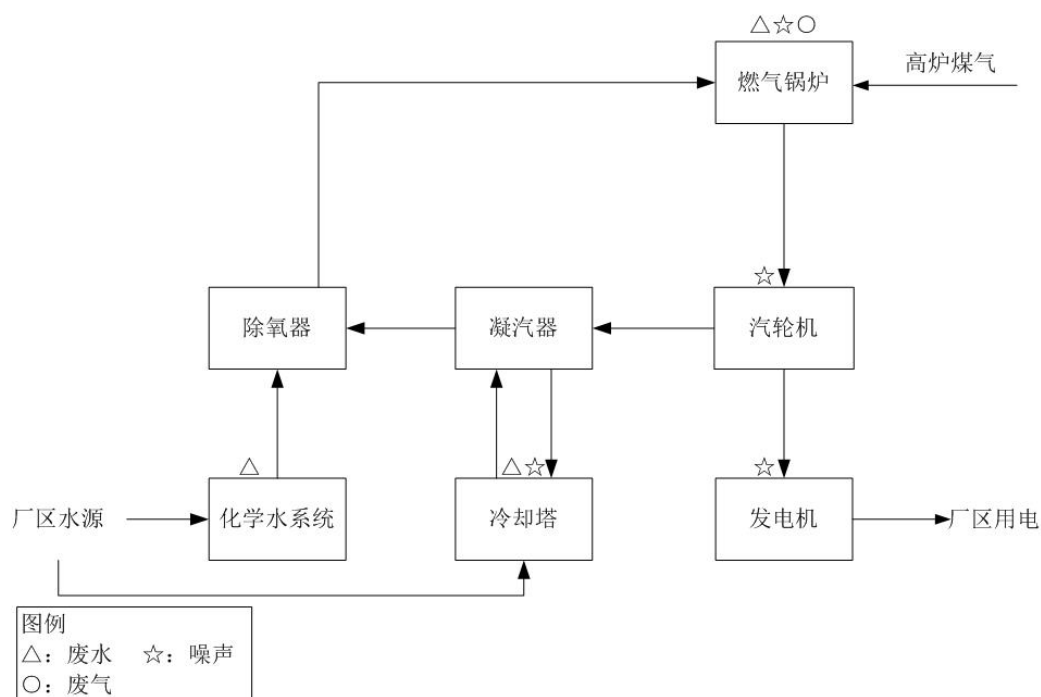 △☆○
燃气锅炉
高炉煤气
☆
除氧器
凝汽器
汽轮机
△
△☆
☆
厂区水源
化学水系统
冷却塔
发电机
厂区用电
图例
△：废水 ☆：噪声
○：废气